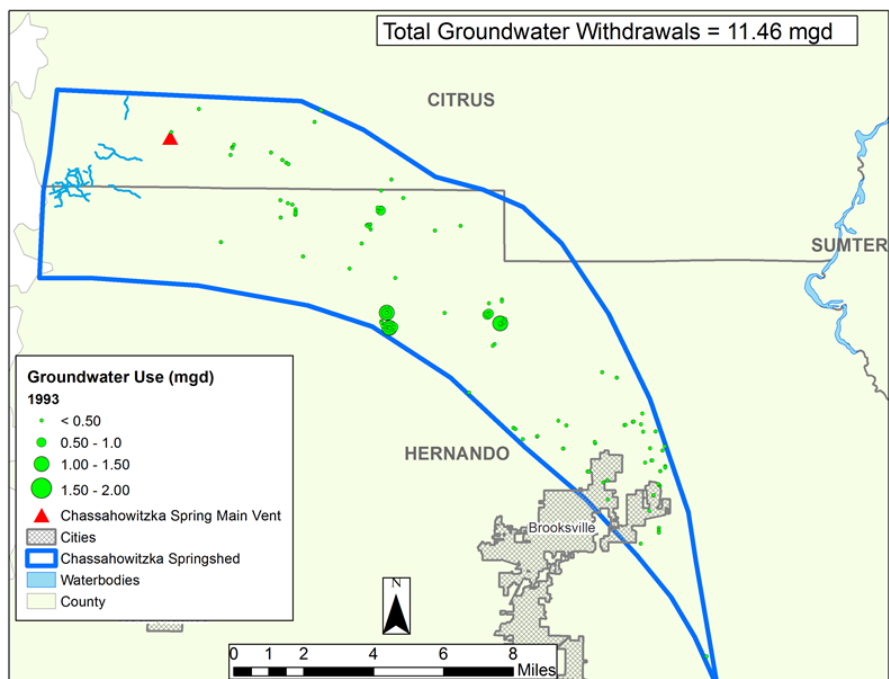 Total Groundwater Withdrawals = 11.46 mgd
CITRUS
SUMTER
HERNANDO
Brooksville
Groundwater Use (mgd)
1993
< 0.50
0.50 - 1.0
1.00 - 1.50
1.50 - 2.00
Chassahowitzka Spring Main Vent
Cities
Chassahowitzka Springshed
Waterbodies
County
N
0 1 2 4 6 8
Miles